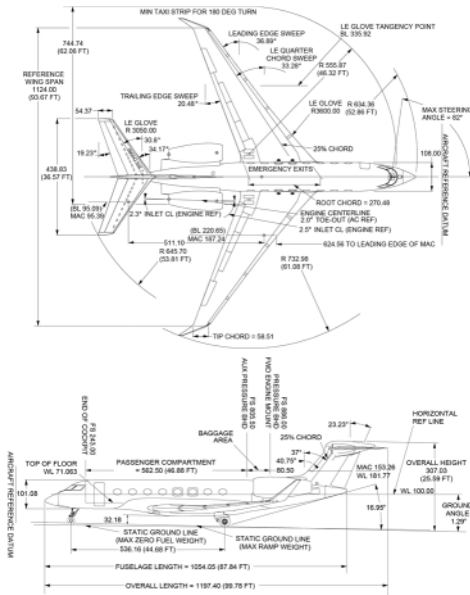 MIN TAXI STRIP FOR 180 DEG TURN
744.74
(62.06 FT)
LEADING EDGE SWEEP
36.89°
LE GLOVE TANGENCY POINT
BL 335.92
LE QUARTER
CHORD SWEEP
33.28°
R 555.87
(46.32 FT)
REFERENCE
WING SPAN
1124.00
(93.67 FT)
TRAILING EDGE SWEEP
20.48°
LE GLOVE
R3600.00
R 634.36
(52.86 FT)
MAX STEERING
ANGLE = 82°
54.37
LE GLOVE
R 3050.00
30.8°
34.17°
25% CHORD
438.83
(36.57 FT)
19.23°
EMERGENCY EXITS
108.00
AIRCRAFT REFERENCE DATUM
(BL 95.09)
MAC 95.39
ROOT CHORD = 270.49
2.3° INLET CL (ENGINE REF)
ENGINE CENTERLINE
2.0° TOE-OUT (AC REF)
2.5° INLET CL (ENGINE REF)
(BL 220.65)
MAC 167.24
511.10
624.56 TO LEADING EDGE OF MAC
R 645.70
(53.81 FT)
R 732.98
(61.08 FT)
TIP CHORD = 58.51
END OF
COCKPIT
FS 243.00
AUX PRESSURE BHD
FS 805.50
FWD ENGINE MOUNT
PRESSURE BHD
FS 886.00
23.23°
BAGGAGE
AREA
25% CHORD
HORIZONTAL
REF LINE
37°
40.75°
AIRCRAFT REFERENCE DATUM
TOP OF FLOOR
WL 71.063
PASSENGER COMPARTMENT
= 562.50 (46.88 FT)
80.50
MAC 153.26
WL 181.77
OVERALL HEIGHT
307.03
(25.59 FT)
101.08
WL 100.00
16.95°
GROUND
ANGLE
1.29°
32.18
STATIC GROUND LINE
(MAX ZERO FUEL WEIGHT)
STATIC GROUND LINE
(MAX RAMP WEIGHT)
536.16 (44.68 FT)
FUSELAGE LENGTH = 1054.05 (87.84 FT)
OVERALL LENGTH = 1197.40 (99.78 FT)